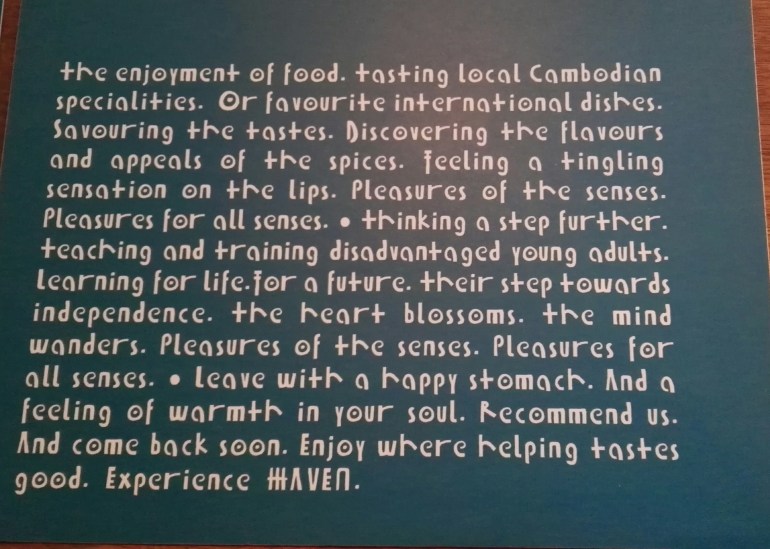 the enjoyment of food. tasting local Cambodian
specialities. Or favourite international dishes.
Savouring the tastes. Discovering the flavours
and appeals of the spices. Feeling a tingling
sensation on the lips. Pleasures of the senses.
Pleasures for all senses. • thinking a step further.
teaching and training disadvantaged young adults.
Learning for life.For a future. their step towards
independence. the heart blossoms. the mind
wanders. Pleasures of the senses. Pleasures for
all senses. • Leave with a happy stomach. And a
feeling of warmth in your soul. Recommend us.
And come back soon. Enjoy where helping tastes
good. Experience HAVEN.